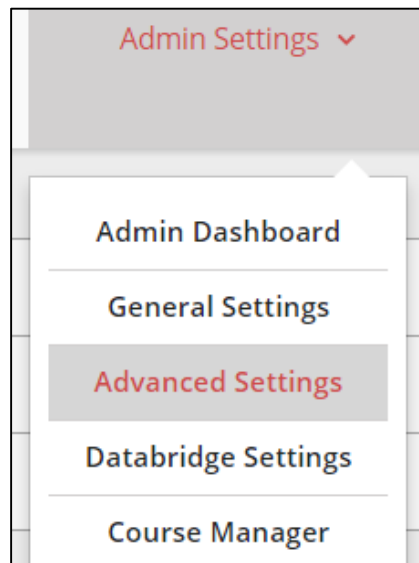 Admin Settings
Admin Dashboard
General Settings
Advanced Settings
Databridge Settings
Course Manager